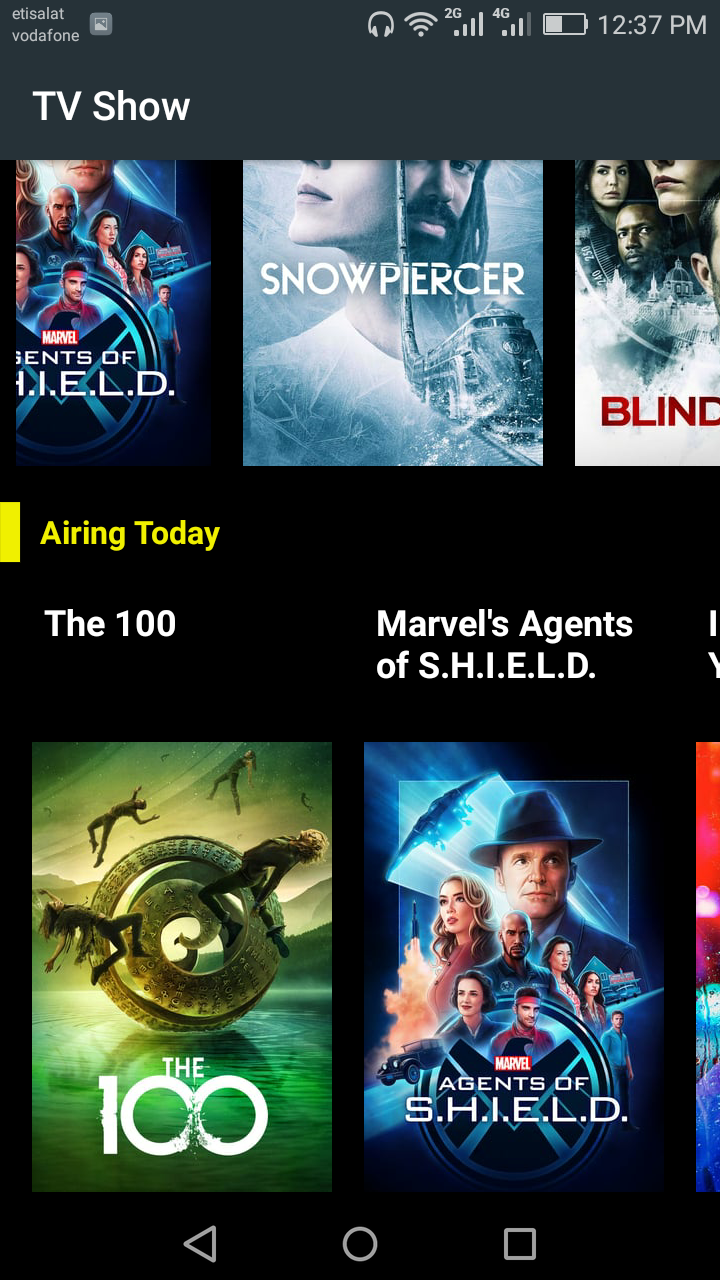 etisalat
vodafone
2G
4G
12:37 PM
TV Show
MARVEL
GENTS OF
H.I.E.L.D.
SNOWPIERCER
BLIND
Airing Today
The 100
Marvel's Agents
of S.H.I.E.L.D.
THE
100
MARVEL
AGENTS OF
S.H.I.E.L.D.